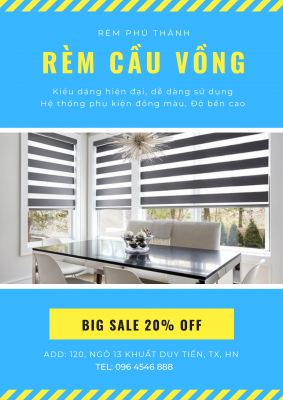 RÈM PHÚ THÀNH
RÈM CẦU VỒNG
Kiểu dáng hiện đại, dễ dàng sử dụng
Hệ thống phụ kiện đồng màu, Độ bền cao
BIG SALE 20% OFF
ADD: 120, NGÕ 13 KHUẤT DUY TIẾN, TX, HN
TEL: 096 4546 888